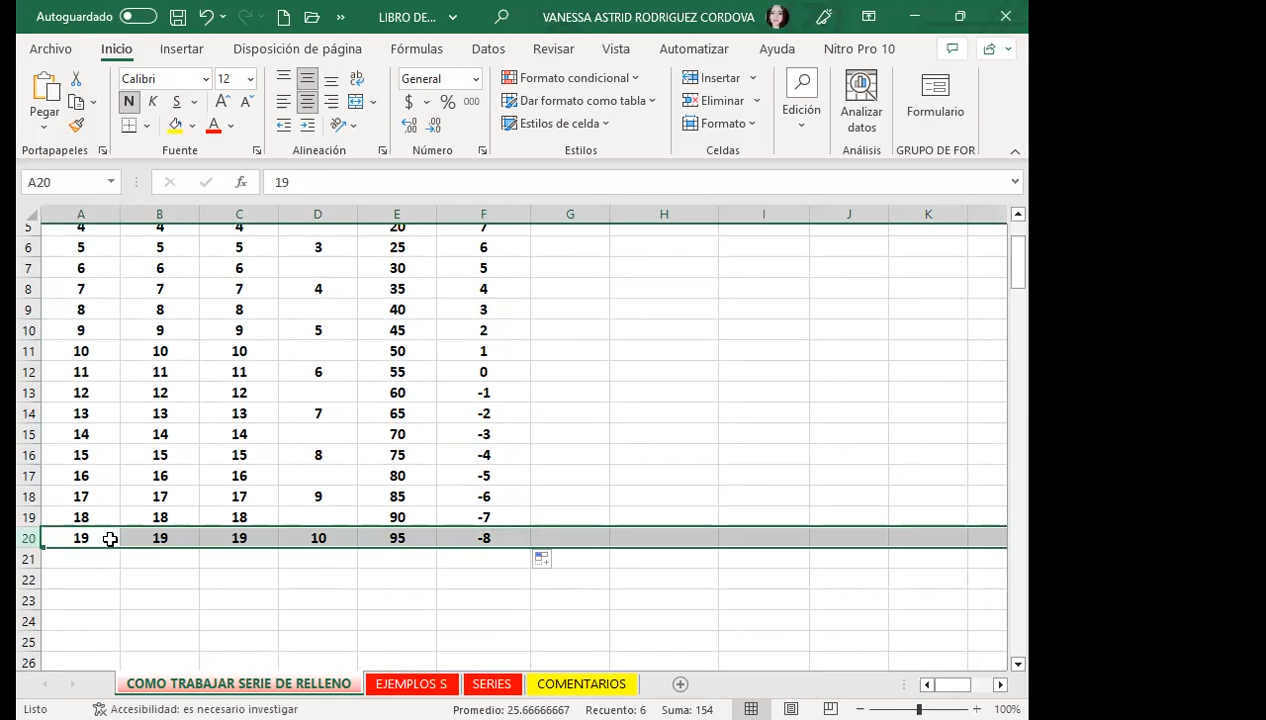 Autoguardado LIBRO DE... VANESSA ASTRID RODRIGUEZ CORDOVA
Archivo Inicio Insertar Disposición de página Fórmulas Datos Revisar Vista Automatizar Ayuda Nitro Pro 10
Pegar Calibri 12 General Formato condicional Insertar Edición Analizar datos Formulario
N K S $ % 000 Dar formato como tabla Eliminar
Estilos de celda Formato
Portapapeles Fuente Alineación Número Estilos Celdas Análisis GRUPO DE FOR
A20 fx 19
A B C D E F G H I J K
5 4 4 4 20 7
6 5 5 5 3 25 6
7 6 6 6 30 5
8 7 7 7 4 35 4
9 8 8 8 40 3
10 9 9 9 5 45 2
11 10 10 10 50 1
12 11 11 11 6 55 0
13 12 12 12 60 -1
14 13 13 13 7 65 -2
15 14 14 14 70 -3
16 15 15 15 8 75 -4
17 16 16 16 80 -5
18 17 17 17 9 85 -6
19 18 18 18 90 -7
20 19 19 19 10 95 -8
21
22
23
24
25
26
COMO TRABAJAR SERIE DE RELLENO EJEMPLOS S SERIES COMENTARIOS
Listo Accesibilidad: es necesario investigar Promedio: 25.66666667 Recuento: 6 Suma: 154 100%